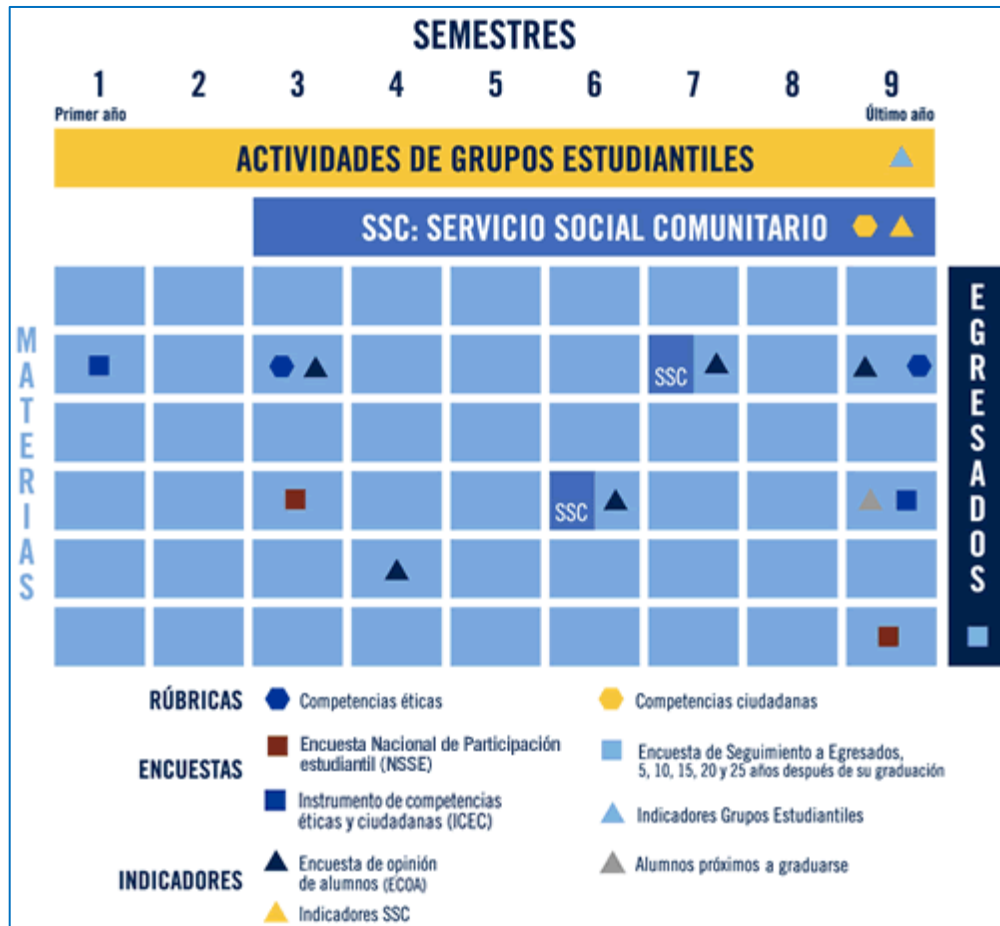 SEMESTRES
1 2 3 4 5 6 7 8 9
Primer año Último año
ACTIVIDADES DE GRUPOS ESTUDIANTILES
SSC: SERVICIO SOCIAL COMUNITARIO
MATERIAS
SSC
SSC
EGRESADOS
RÚBRICAS
Competencias éticas
Competencias ciudadanas
ENCUESTAS
Encuesta Nacional de Participación
estudiantil (NSSE)
Encuesta de Seguimiento a Egresados,
5, 10, 15, 20 y 25 años después de su graduación
Instrumento de competencias
éticas y ciudadanas (ICEC)
Indicadores Grupos Estudiantiles
INDICADORES
Encuesta de opinión
de alumnos (ECOA)
Alumnos próximos a graduarse
Indicadores SSC